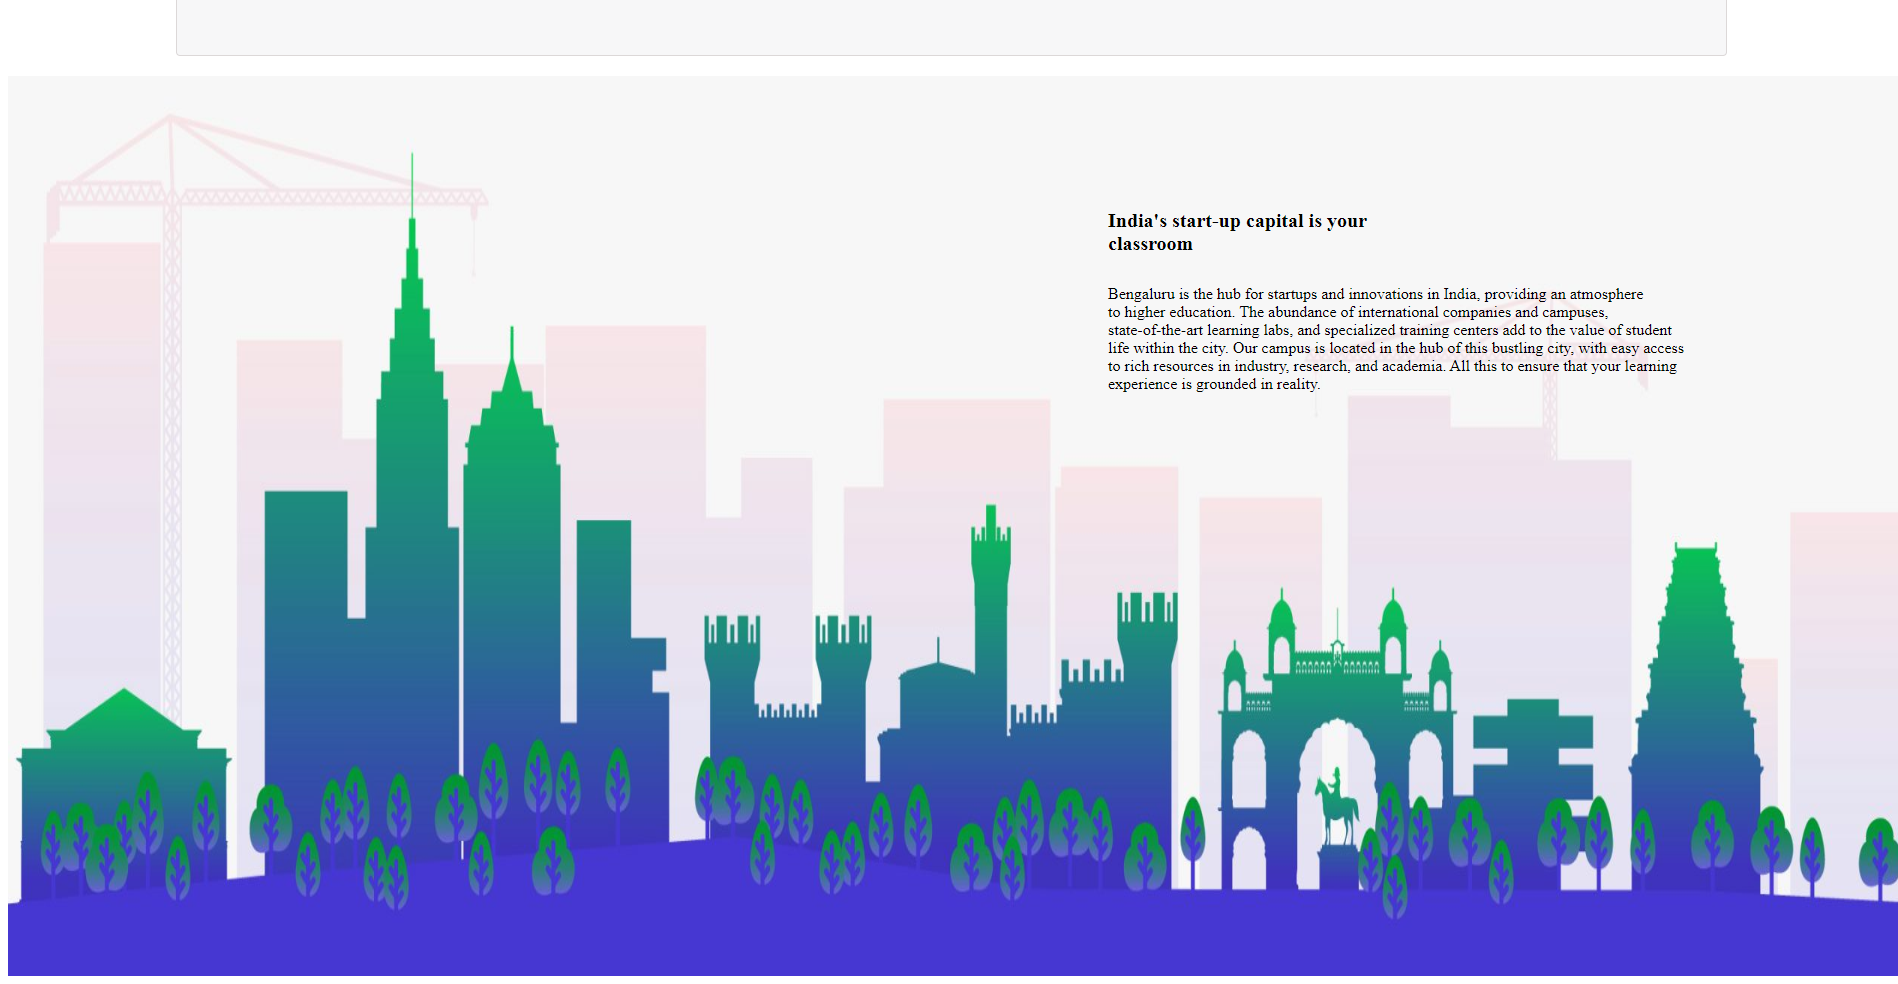 India's start-up capital is your
classroom
Bengaluru is the hub for startups and innovations in India, providing an atmosphere
to higher education. The abundance of international companies and campuses,
state-of-the-art learning labs, and specialized training centers add to the value of student
life within the city. Our campus is located in the hub of this bustling city, with easy access
to rich resources in industry, research, and academia. All this to ensure that your learning
experience is grounded in reality.